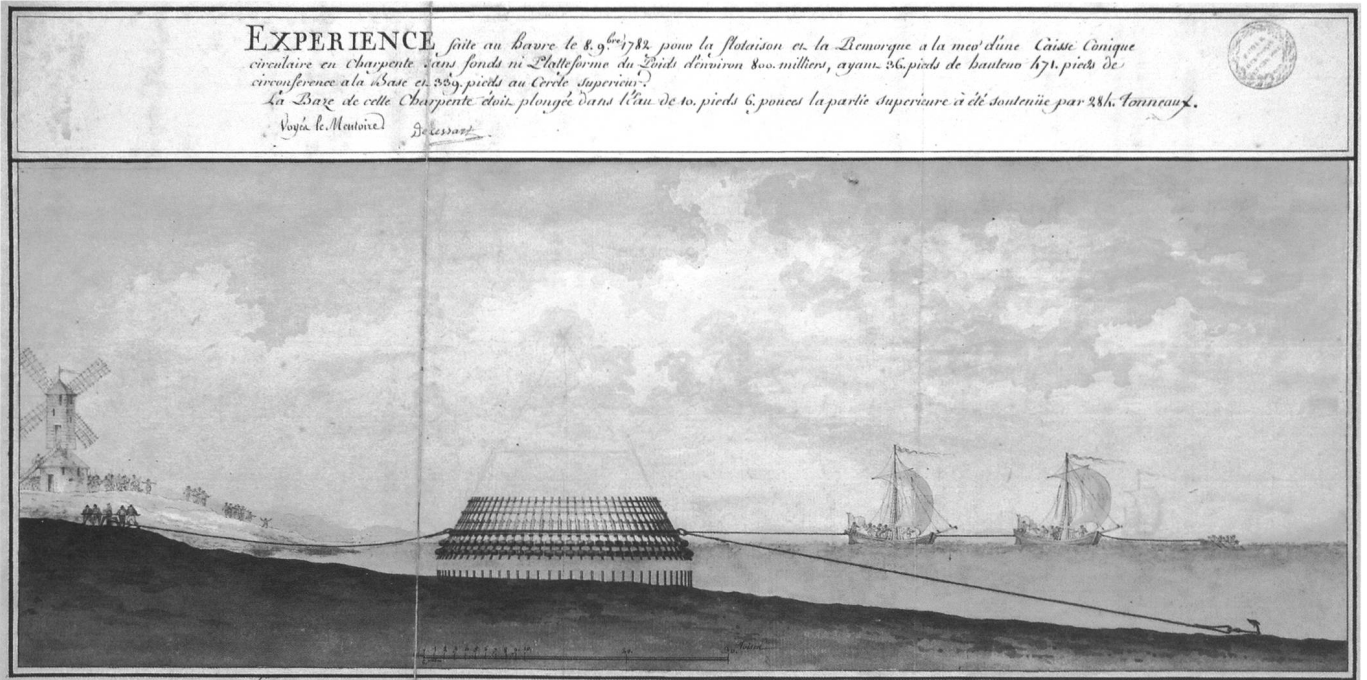 EXPERIENCE faite au havre le 8. 9.bre 1782 pour la flotaison et la Remorque a la mer d'une Caisse Conique
circulaire en Charpente sans fonds ni Platteforme du Poids d'environ 800. milliers, ayant 36. pieds de hauteur 471. pieds de
circonference a la Base et 339. pieds au Cercle superieur.
La Baze de cette Charpente étoit plongée dans l'Eau de 10. pieds 6. pouces la partie superieure à été soutenüe par 284. Tonneaux.
Voyés le Memoire